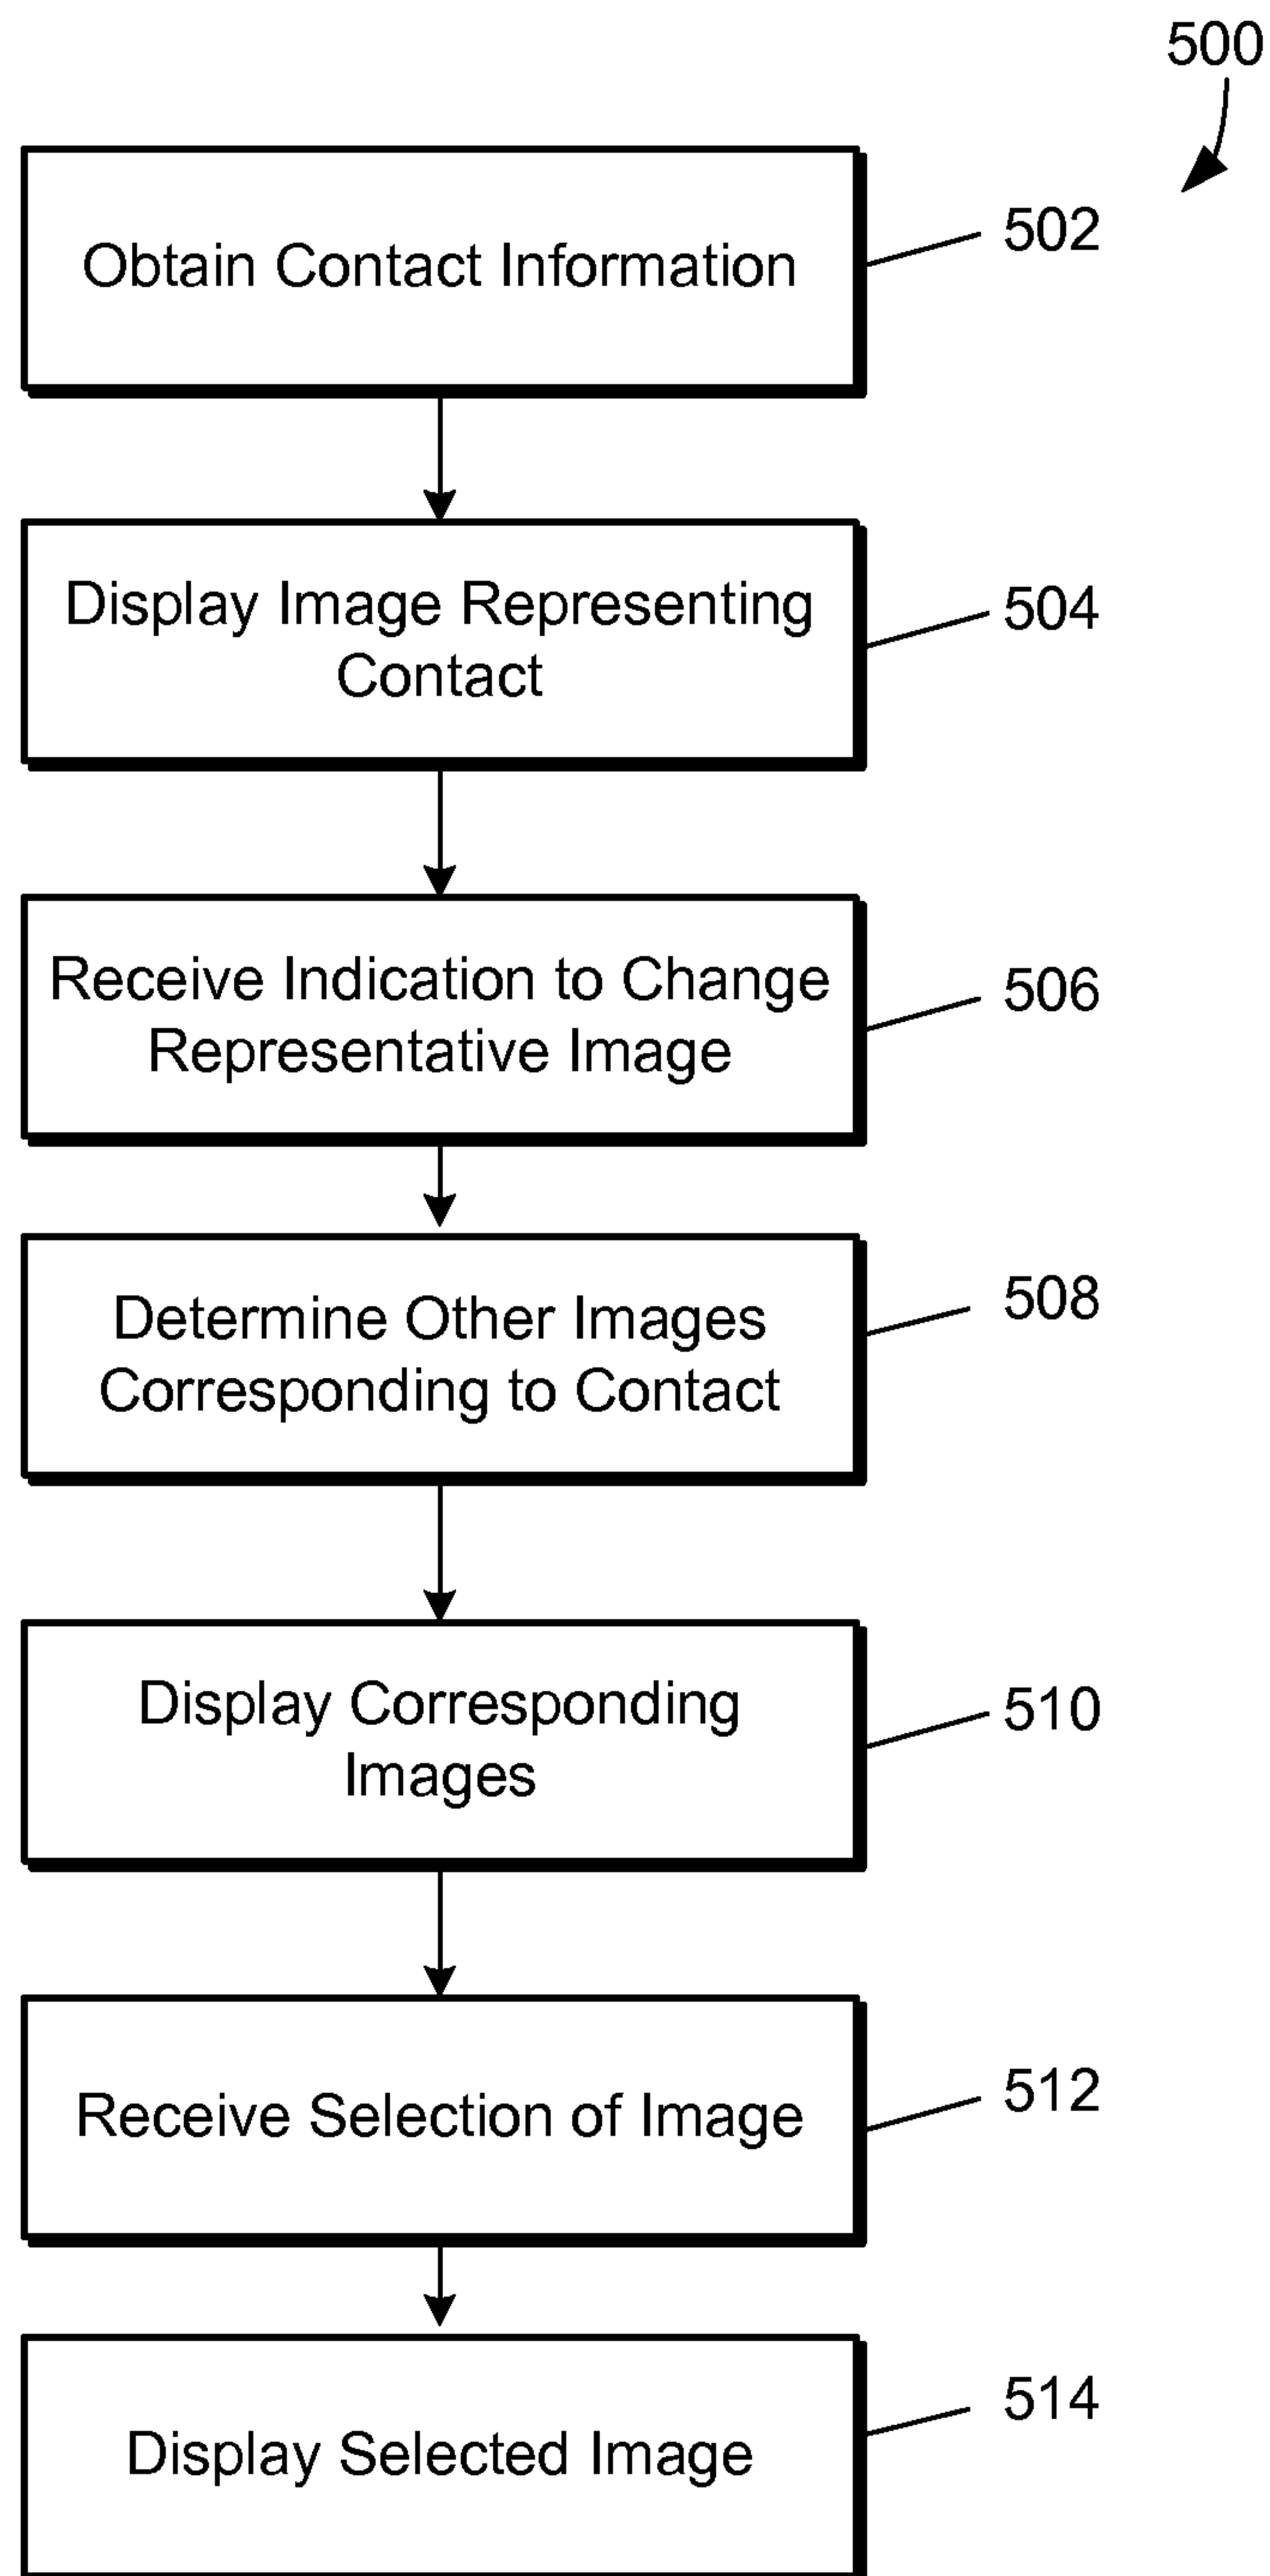 500
Obtain Contact Information
502
Display Image Representing
Contact
504
Receive Indication to Change
Representative Image
506
Determine Other Images
Corresponding to Contact
508
Display Corresponding
Images
510
Receive Selection of Image
512
Display Selected Image
514